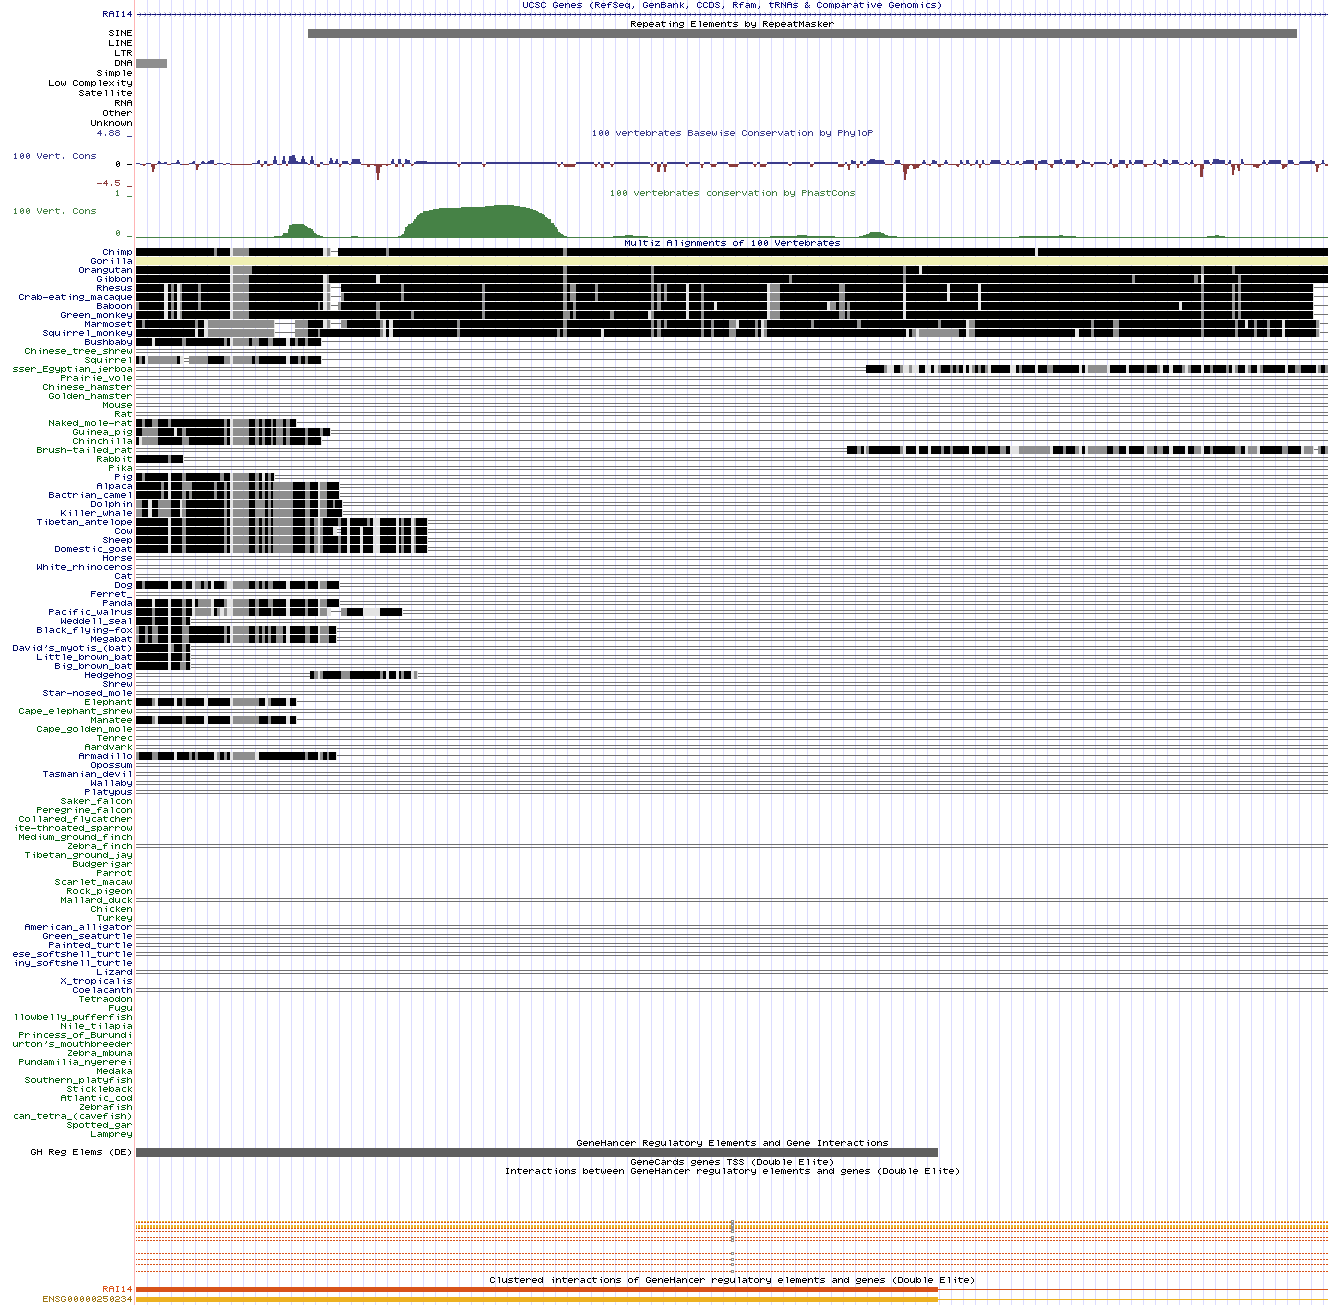 UCSC Genes (RefSeq, GenBank, CCDS, Rfam, tRNAs & Comparative Genomics)
RAI14
Repeating Elements by RepeatMasker
SINE
LINE
LTR
DNA
Simple
Low Complexity
Satellite
RNA
Other
Unknown
4.88 _
100 vertebrates Basewise Conservation by PhyloP
100 Vert. Cons
0 _
-4.5 _
1 _
100 vertebrates conservation by PhastCons
100 Vert. Cons
0 _
Multiz Alignments of 100 Vertebrates
Chimp
Gorilla
Orangutan
Gibbon
Rhesus
Crab-eating_macaque
Baboon
Green_monkey
Marmoset
Squirrel_monkey
Bushbaby
Chinese_tree_shrew
Squirrel
sser_Egyptian_jerboa
Prairie_vole
Chinese_hamster
Golden_hamster
Mouse
Rat
Naked_mole-rat
Guinea_pig
Chinchilla
Brush-tailed_rat
Rabbit
Pika
Pig
Alpaca
Bactrian_camel
Dolphin
Killer_whale
Tibetan_antelope
Cow
Sheep
Domestic_goat
Horse
White_rhinoceros
Cat
Dog
Ferret_
Panda
Pacific_walrus
Weddell_seal
Black_flying-fox
Megabat
David's_myotis_(bat)
Little_brown_bat
Big_brown_bat
Hedgehog
Shrew
Star-nosed_mole
Elephant
Cape_elephant_shrew
Manatee
Cape_golden_mole
Tenrec
Aardvark
Armadillo
Opossum
Tasmanian_devil
Wallaby
Platypus
Saker_falcon
Peregrine_falcon
Collared_flycatcher
ite-throated_sparrow
Medium_ground_finch
Zebra_finch
Tibetan_ground_jay
Budgerigar
Parrot
Scarlet_macaw
Rock_pigeon
Mallard_duck
Chicken
Turkey
American_alligator
Green_seaturtle
Painted_turtle
ese_softshell_turtle
iny_softshell_turtle
Lizard
X_tropicalis
Coelacanth
Tetraodon
Fugu
llowbelly_pufferfish
Nile_tilapia
Princess_of_Burundi
urton's_mouthbreeder
Zebra_mbuna
Pundamilia_nyererei
Medaka
Southern_platyfish
Stickleback
Atlantic_cod
Zebrafish
can_tetra_(cavefish)
Spotted_gar
Lamprey
GeneHancer Regulatory Elements and Gene Interactions
GH Reg Elems (DE)
GeneCards genes TSS (Double Elite)
Interactions between GeneHancer regulatory elements and genes (Double Elite)
Clustered interactions of GeneHancer regulatory elements and genes (Double Elite)
RAI14
ENSG00000250234